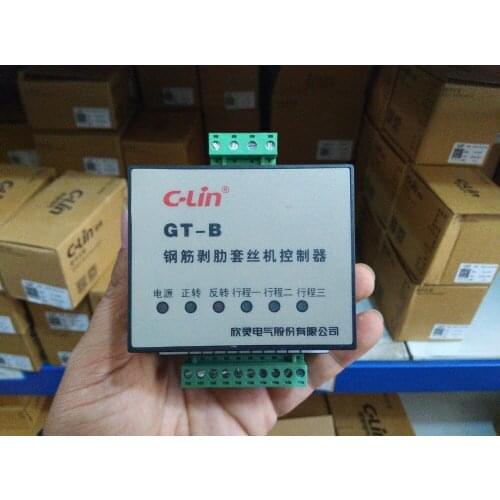 C-Lin®
GT-B
钢筋剥肋套丝机控制器
电源 正转 反转 行程一 行程二 行程三
欣灵电气股份有限公司
C-Lin